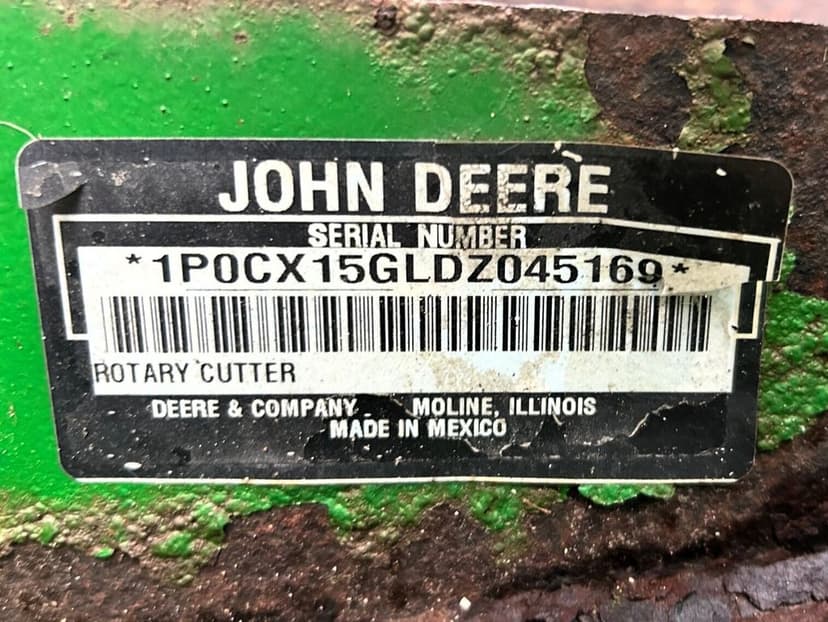 JOHN DEERE
SERIAL NUMBER
*1P0CX15GLDZ045169*
ROTARY CUTTER
DEERE & COMPANY MOLINE, ILLINOIS
MADE IN MEXICO